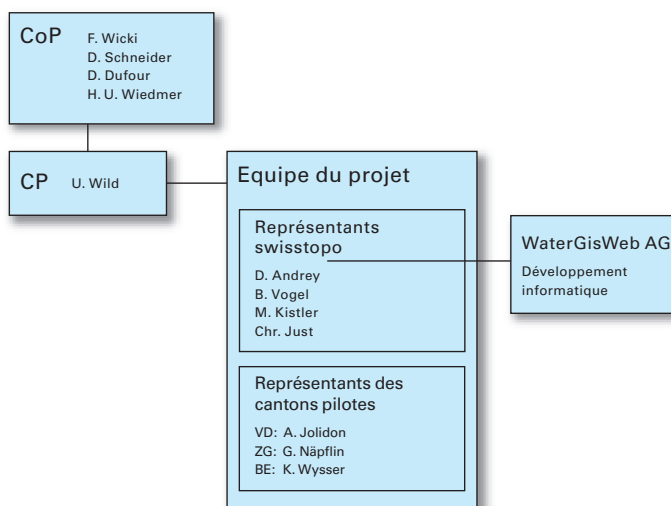 CoP
F. Wicki
D. Schneider
D. Dufour
H. U. Wiedmer
CP U. Wild
Equipe du projet
Représentants
swisstopo
D. Andrey
B. Vogel
M. Kistler
Chr. Just
WaterGisWeb AG
Développement
informatique
Représentants des
cantons pilotes
VD: A. Jolidon
ZG: G. Näpflin
BE: K. Wysser